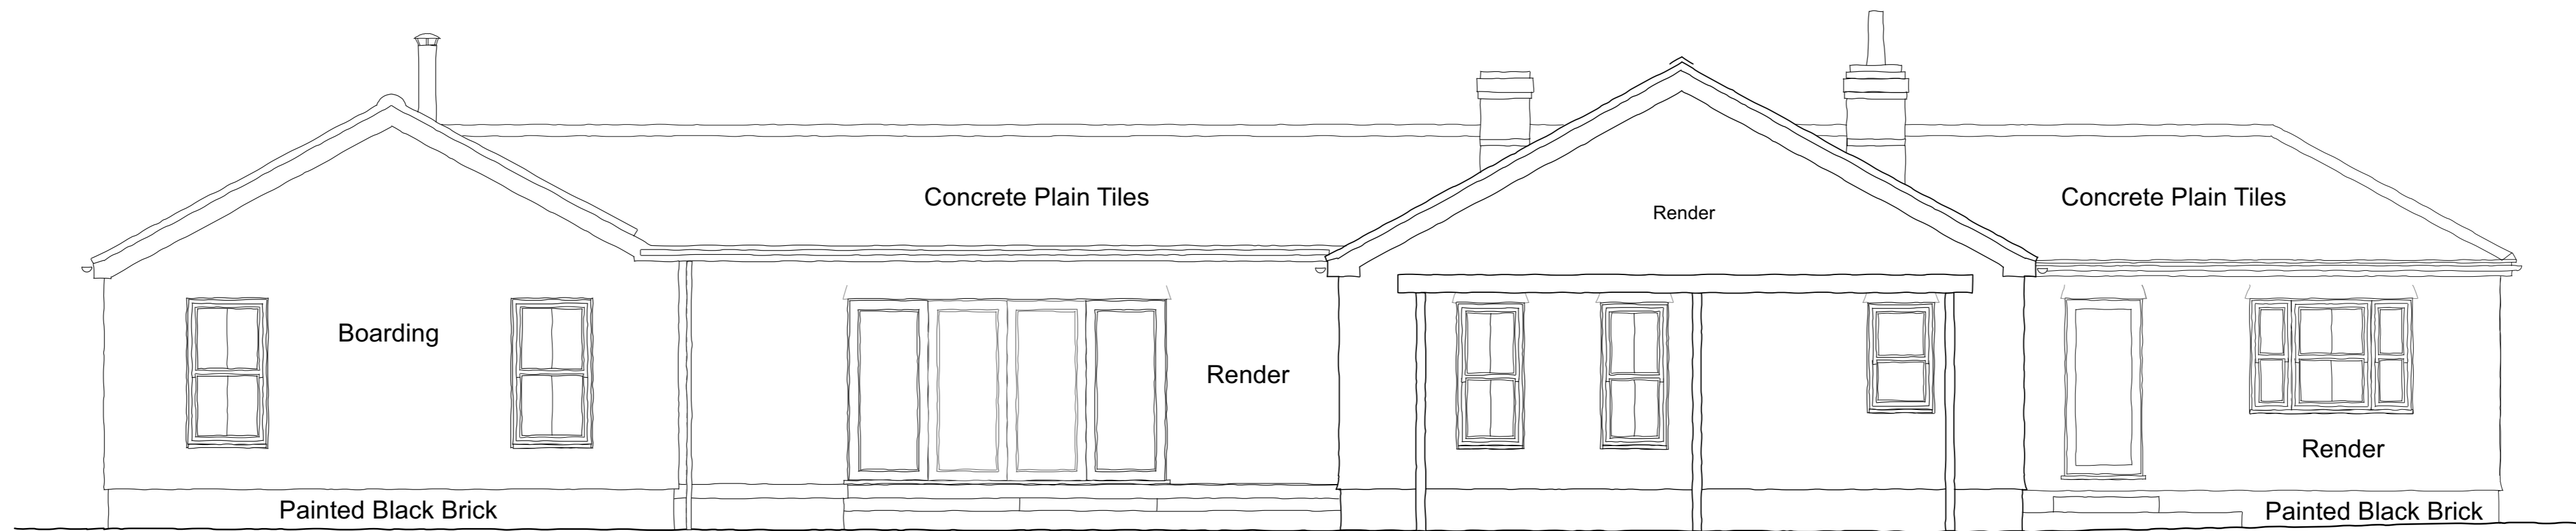 Concrete Plain Tiles
Concrete Plain Tiles
Render
Boarding
Render
Render
Painted Black Brick
Painted Black Brick